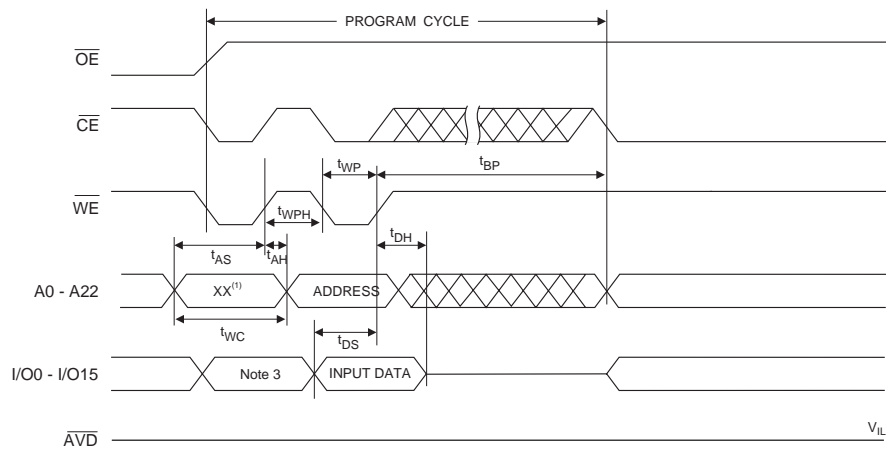 PROGRAM CYCLE
OE
CE
tWP
tBP
WE
tWPH
tDH
tAS
tAH
A0 - A22
XX(1)
ADDRESS
tWC
tDS
I/O0 - I/O15
Note 3
INPUT DATA
AVD
VIL